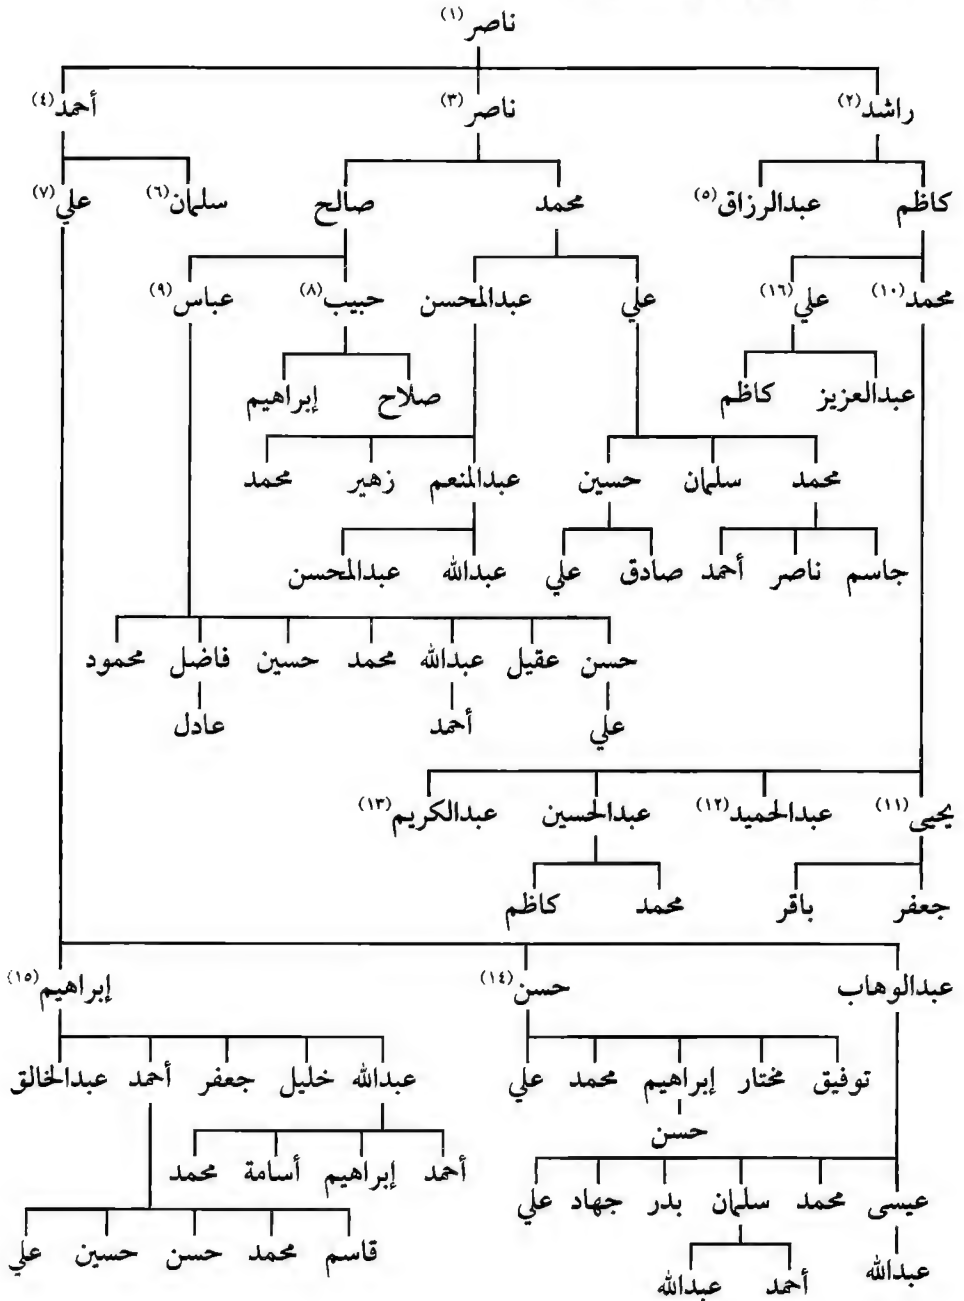 ناصر (١)
راشد (٢) ناصر (٣) أحمد (٤)
كاظم عبدالرزاق (٥) محمد صالح سلمان (٦) علي (٧)
محمد (١٠) علي (١٦) علي عبدالمحسن حبيب (٨) عباس (٩)
عبدالعزيز كاظم صلاح إبراهيم
محمد سلمان حسين عبدالمنعم زهير محمد
جاسم ناصر أحمد صادق علي عبدالله عبدالمحسن
حسن عقيل عبدالله محمد حسين فاضل محمود
علي أحمد عادل
يحيى (١١) عبدالحميد (١٢) عبدالحسين عبدالكريم (١٣)
جعفر باقر محمد كاظم
عبدالوهاب حسن (١٤) إبراهيم (١٥)
توفيق مختار إبراهيم محمد علي عبدالله خليل جعفر أحمد عبدالخالق
حسن
أحمد إبراهيم أسامة محمد
عيسى محمد سلمان بدر جهاد علي
قاسم محمد حسن حسين علي
عبدالله أحمد عبدالله